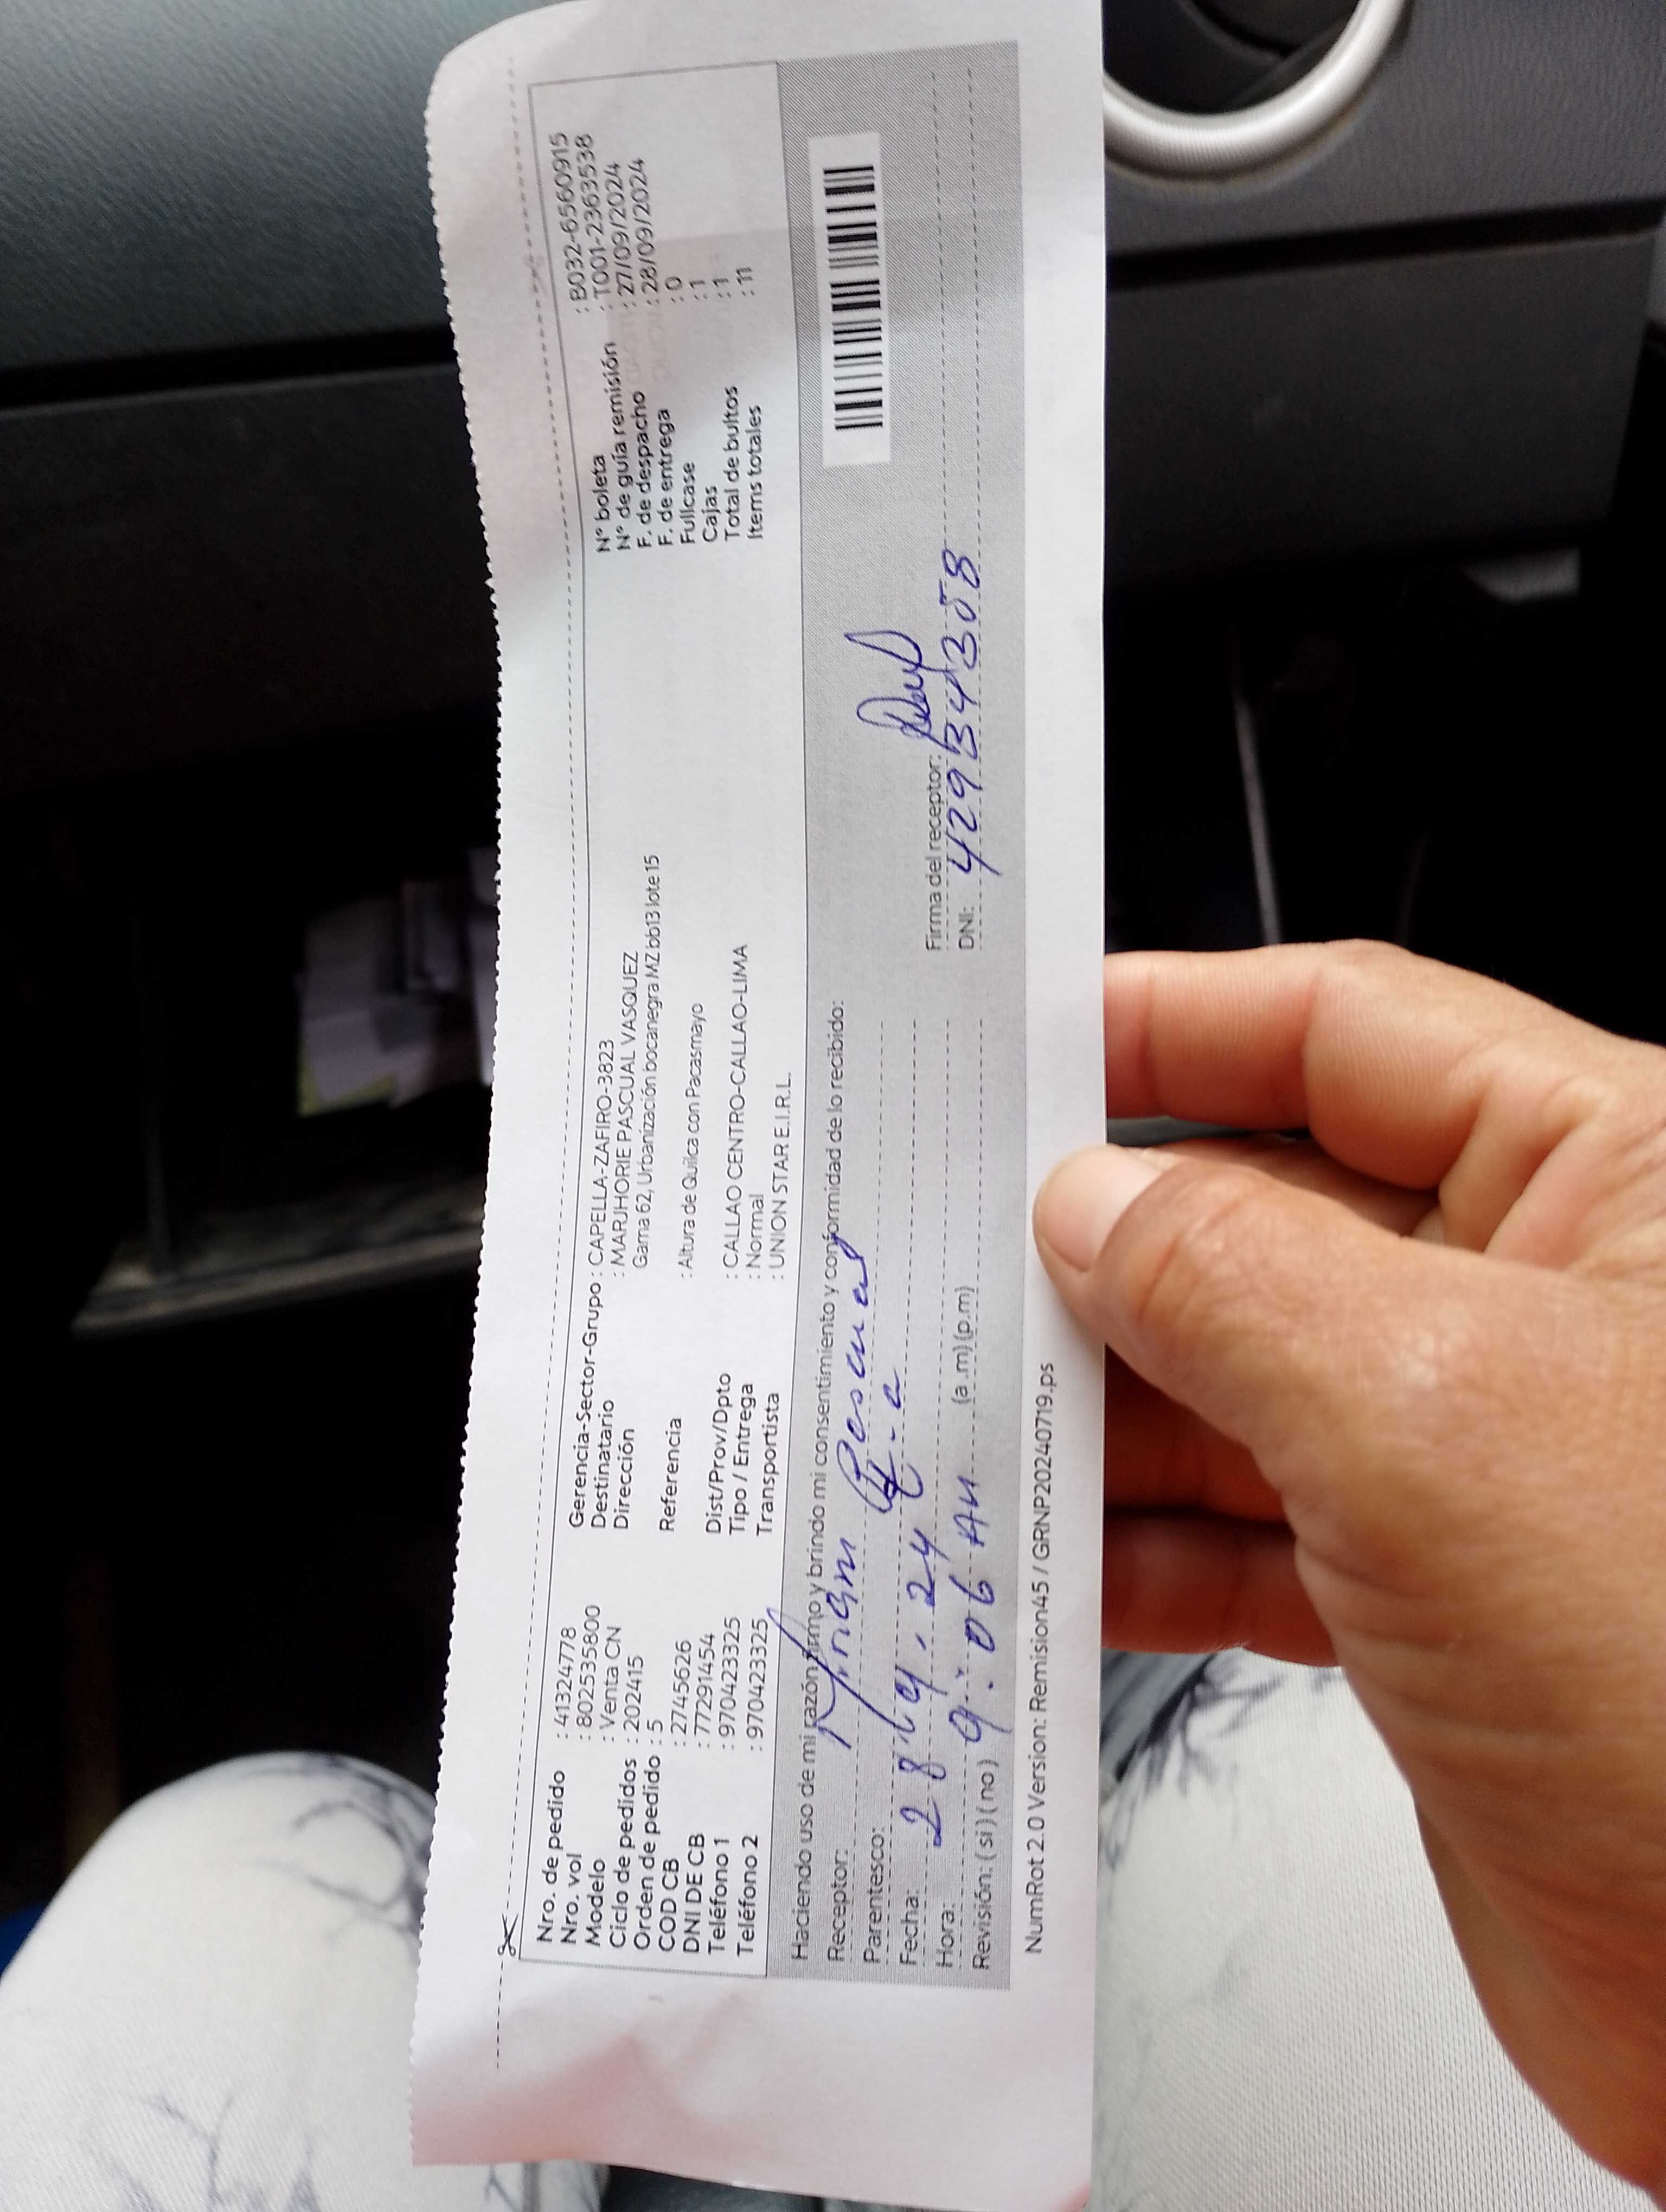 Nro. de pedido : 41324778
Nro. vol : 802535800
Modelo : Venta CN
Ciclo de pedidos : 202415
Orden de pedido : 5
COD CB : 2745626
DNI DE CB : 77291454
Teléfono 1 : 970423325
Teléfono 2 : 970423325
Gerencia-Sector-Grupo : CAPELLA-ZAFIRO-3823
Destinatario : MARJHORIE PASCUAL VASQUEZ
Dirección Gama 62, Urbanización bocanegra MZ bb13 lote 15
Referencia : Altura de Quilca con Pacasmayo
Dist/Prov/Dpto : CALLAO CENTRO-CALLAO-LIMA
Tipo / Entrega : Normal
Transportista : UNION STAR E.I.R.L.
N° boleta : B032-6560915
N° de guía remisión : T001-2363538
F. de despacho : 27/09/2024
F. de entrega : 28/09/2024
Fullcase : 0
Cajas : 1
Total de bultos : 1
Items totales : 11
Haciendo uso de mi razón firmo y brindo mi consentimiento y conformidad de lo recibido:
Receptor: Pascual
Parentesco:
Fecha: 28/9.24
Hora: 9:06 AM (a.m) (p.m)
Revisión: ( si ) ( no )
Firma del receptor:
DNI: 42934308
NumRot 2.0 Version: Remision45 / GRNP20240719.ps